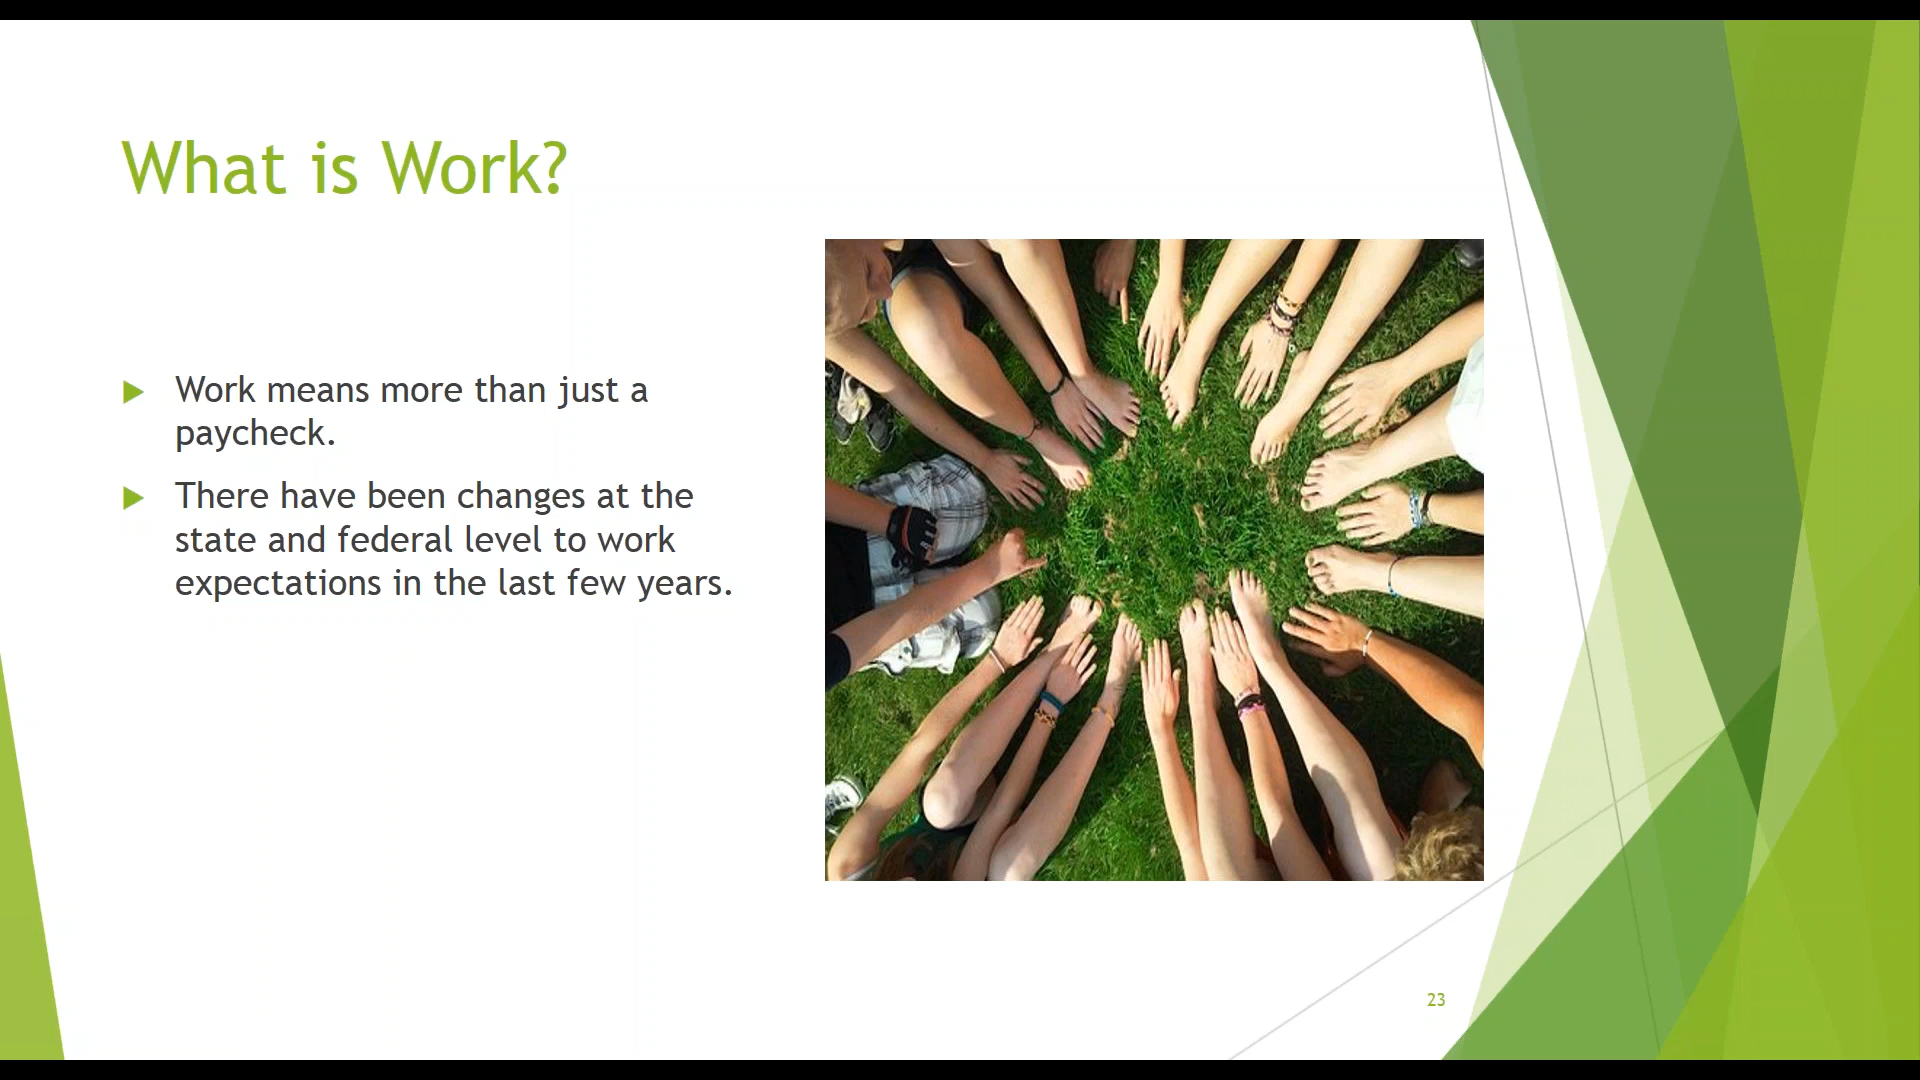 What is Work?
Work means more than just a
paycheck.
There have been changes at the
state and federal level to work
expectations in the last few years.
23